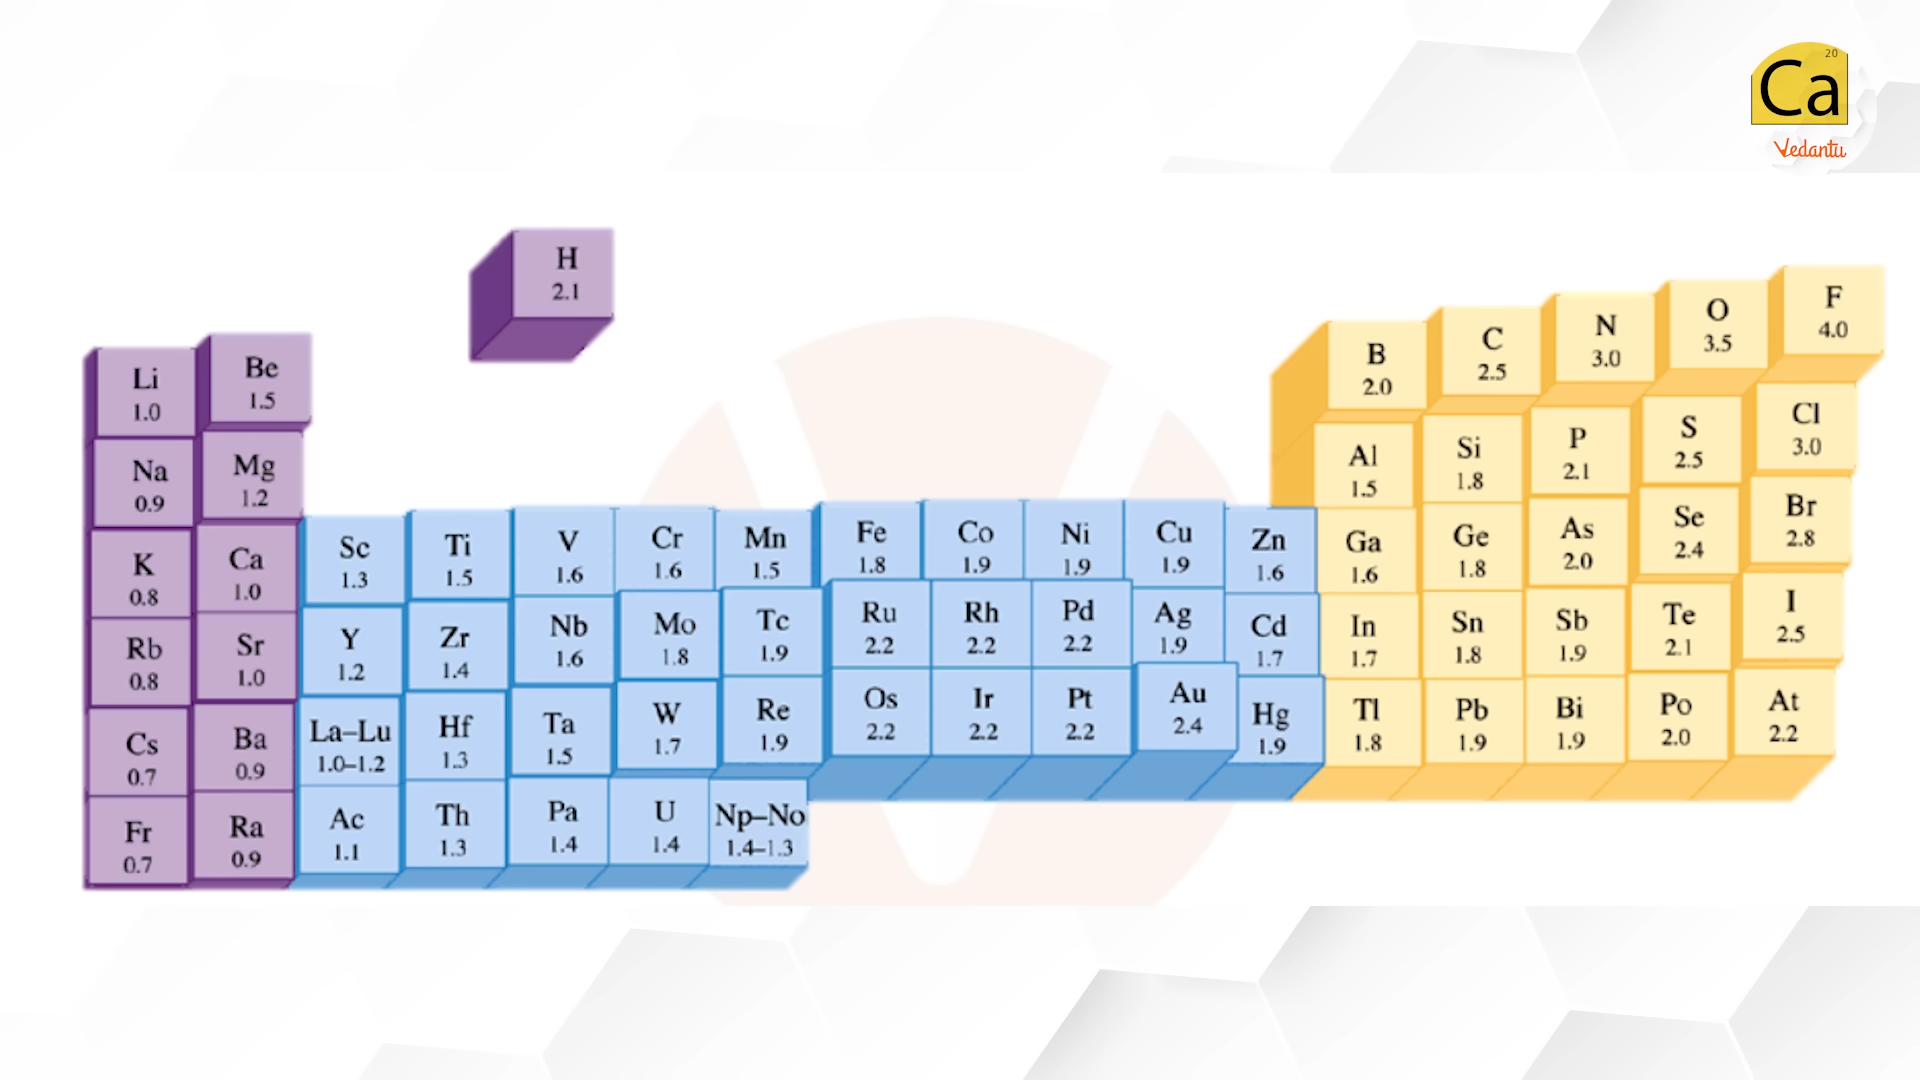 20
Ca
Vedantu
H
2.1
Li
1.0
Be
1.5
B
2.0
C
2.5
N
3.0
O
3.5
F
4.0
Na
0.9
Mg
1.2
Al
1.5
Si
1.8
P
2.1
S
2.5
Cl
3.0
K
0.8
Ca
1.0
Sc
1.3
Ti
1.5
V
1.6
Cr
1.6
Mn
1.5
Fe
1.8
Co
1.9
Ni
1.9
Cu
1.9
Zn
1.6
Ga
1.6
Ge
1.8
As
2.0
Se
2.4
Br
2.8
Rb
0.8
Sr
1.0
Y
1.2
Zr
1.4
Nb
1.6
Mo
1.8
Tc
1.9
Ru
2.2
Rh
2.2
Pd
2.2
Ag
1.9
Cd
1.7
In
1.7
Sn
1.8
Sb
1.9
Te
2.1
I
2.5
Cs
0.7
Ba
0.9
La–Lu
1.0–1.2
Hf
1.3
Ta
1.5
W
1.7
Re
1.9
Os
2.2
Ir
2.2
Pt
2.2
Au
2.4
Hg
1.9
Tl
1.8
Pb
1.9
Bi
1.9
Po
2.0
At
2.2
Fr
0.7
Ra
0.9
Ac
1.1
Th
1.3
Pa
1.4
U
1.4
Np–No
1.4–1.3